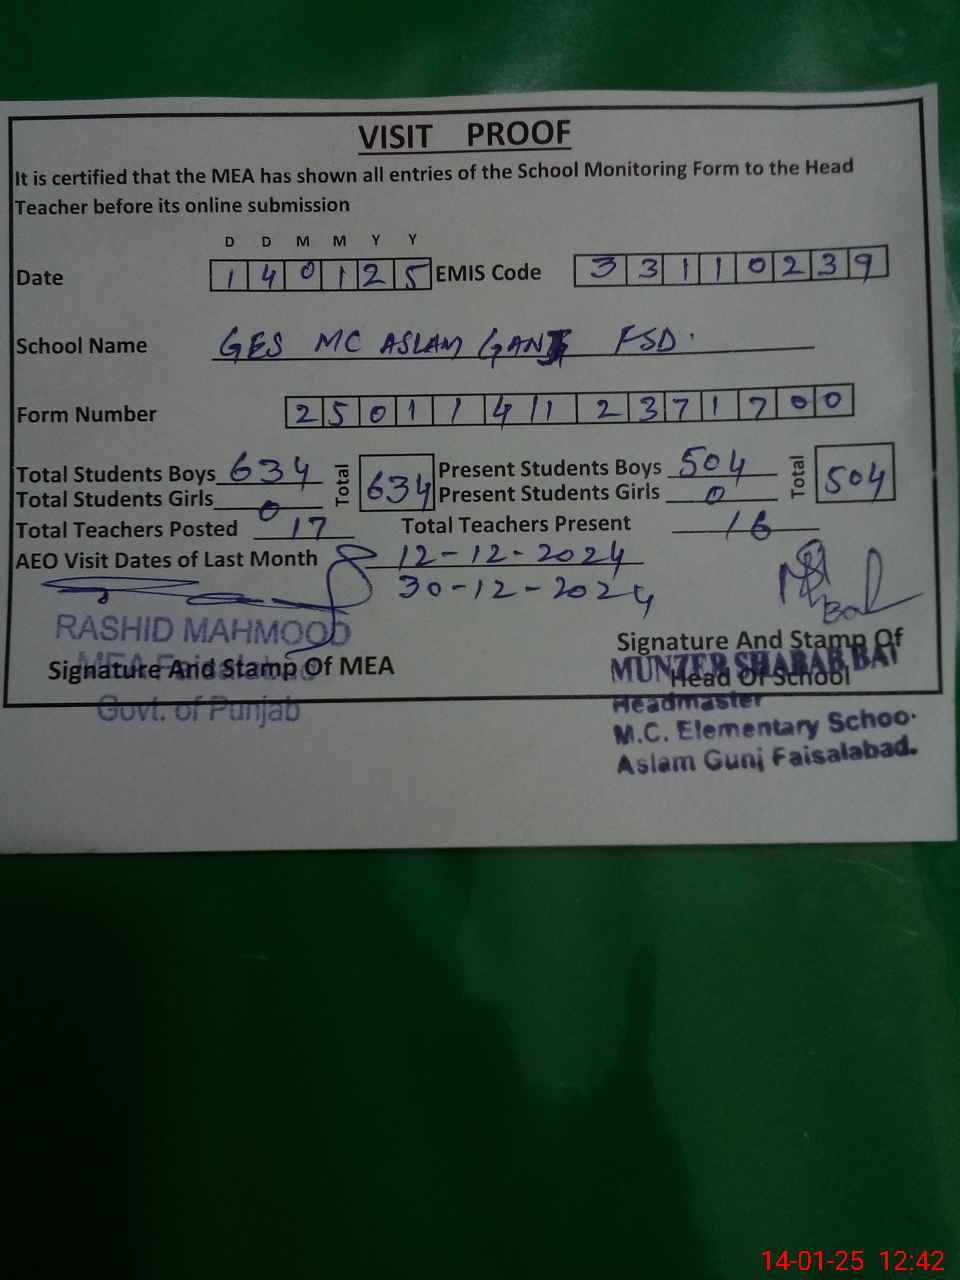 VISIT PROOF
It is certified that the MEA has shown all entries of the School Monitoring Form to the Head
Teacher before its online submission
D D M M Y Y
Date 1 4 0 1 2 5 EMIS Code 3 3 1 1 0 2 3 9
School Name GES MC ASLAM GANJ FSD.
Form Number 2 5 0 1 1 4 1 2 3 7 1 7 0 0
Total Students Boys 634 Total 634 Present Students Boys 504 Total 504
Total Students Girls 0 Present Students Girls 0
Total Teachers Posted 17 Total Teachers Present 16
AEO Visit Dates of Last Month 12-12-2024
30-12-2024
RASHID MAHMOOD
Signature And Stamp Of MEA
Govt. of Punjab
Signature And Stamp Of
MUNZER SHABAB
Head Of School
Headmaster
M.C. Elementary Schoo
Aslam Gunj Faisalabad.
14-01-25 12:42